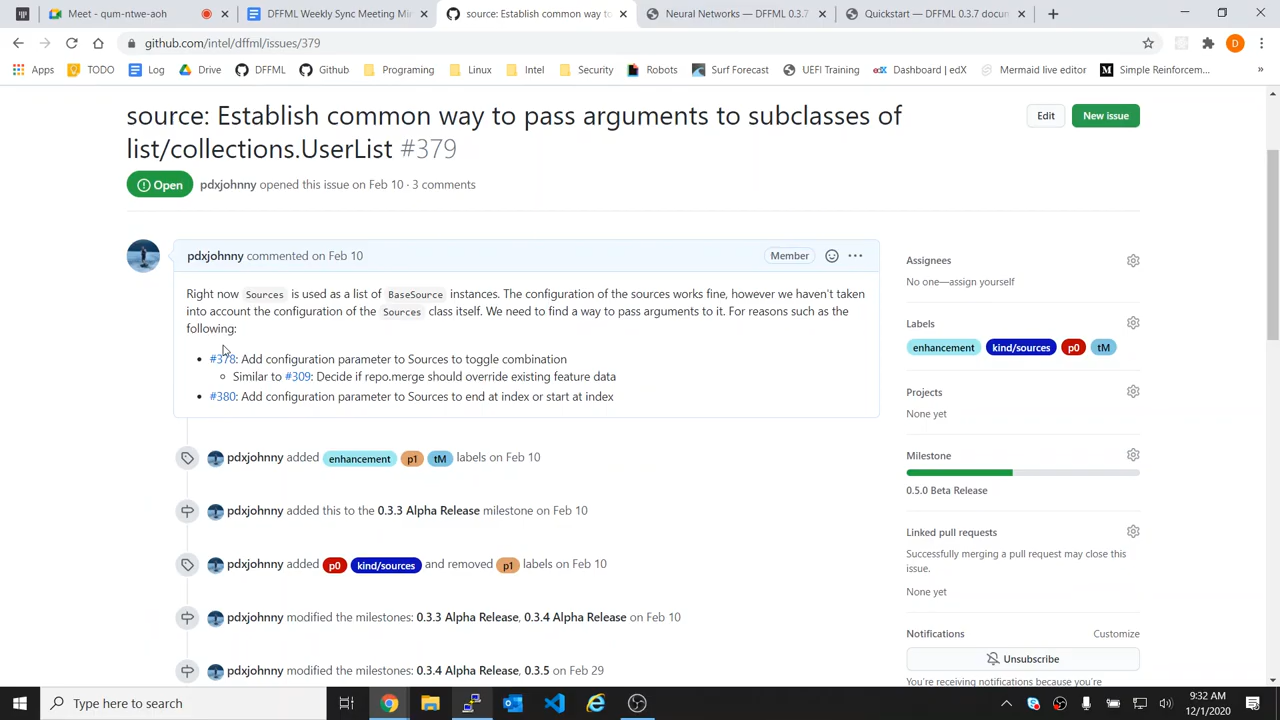 Meet - qum-ntwe-aoh
DFFML Weekly Sync Meeting Min
source: Establish common way to
Neural Networks — DFFML 0.3.7
Quickstart — DFFML 0.3.7 docum
github.com/intel/dffml/issues/379
D
Apps
TODO
Log
Drive
DFFML
Github
Programing
Linux
Intel
Security
Robots
Surf Forecast
UEFI Training
edX
Dashboard | edX
Mermaid live editor
M
Simple Reinforcem...
»
source: Establish common way to pass arguments to subclasses of
list/collections.UserList #379
Edit
New issue
Open
pdxjohnny opened this issue on Feb 10 · 3 comments
pdxjohnny commented on Feb 10
Member
Right now Sources is used as a list of BaseSource instances. The configuration of the sources works fine, however we haven't taken
into account the configuration of the Sources class itself. We need to find a way to pass arguments to it. For reasons such as the
following:
• #378: Add configuration parameter to Sources to toggle combination
Similar to #309: Decide if repo.merge should override existing feature data
• #380: Add configuration parameter to Sources to end at index or start at index
pdxjohnny added enhancement p1 tM labels on Feb 10
pdxjohnny added this to the 0.3.3 Alpha Release milestone on Feb 10
pdxjohnny added p0 kind/sources and removed p1 labels on Feb 10
pdxjohnny modified the milestones: 0.3.3 Alpha Release, 0.3.4 Alpha Release on Feb 10
pdxjohnny modified the milestones: 0.3.4 Alpha Release, 0.3.5 on Feb 29
Assignees
No one—assign yourself
Labels
enhancement kind/sources p0 tM
Projects
None yet
Milestone
0.5.0 Beta Release
Linked pull requests
Successfully merging a pull request may close this
issue.
None yet
Notifications
Customize
Unsubscribe
You're receiving notifications because you're
Type here to search
9:32 AM
12/1/2020